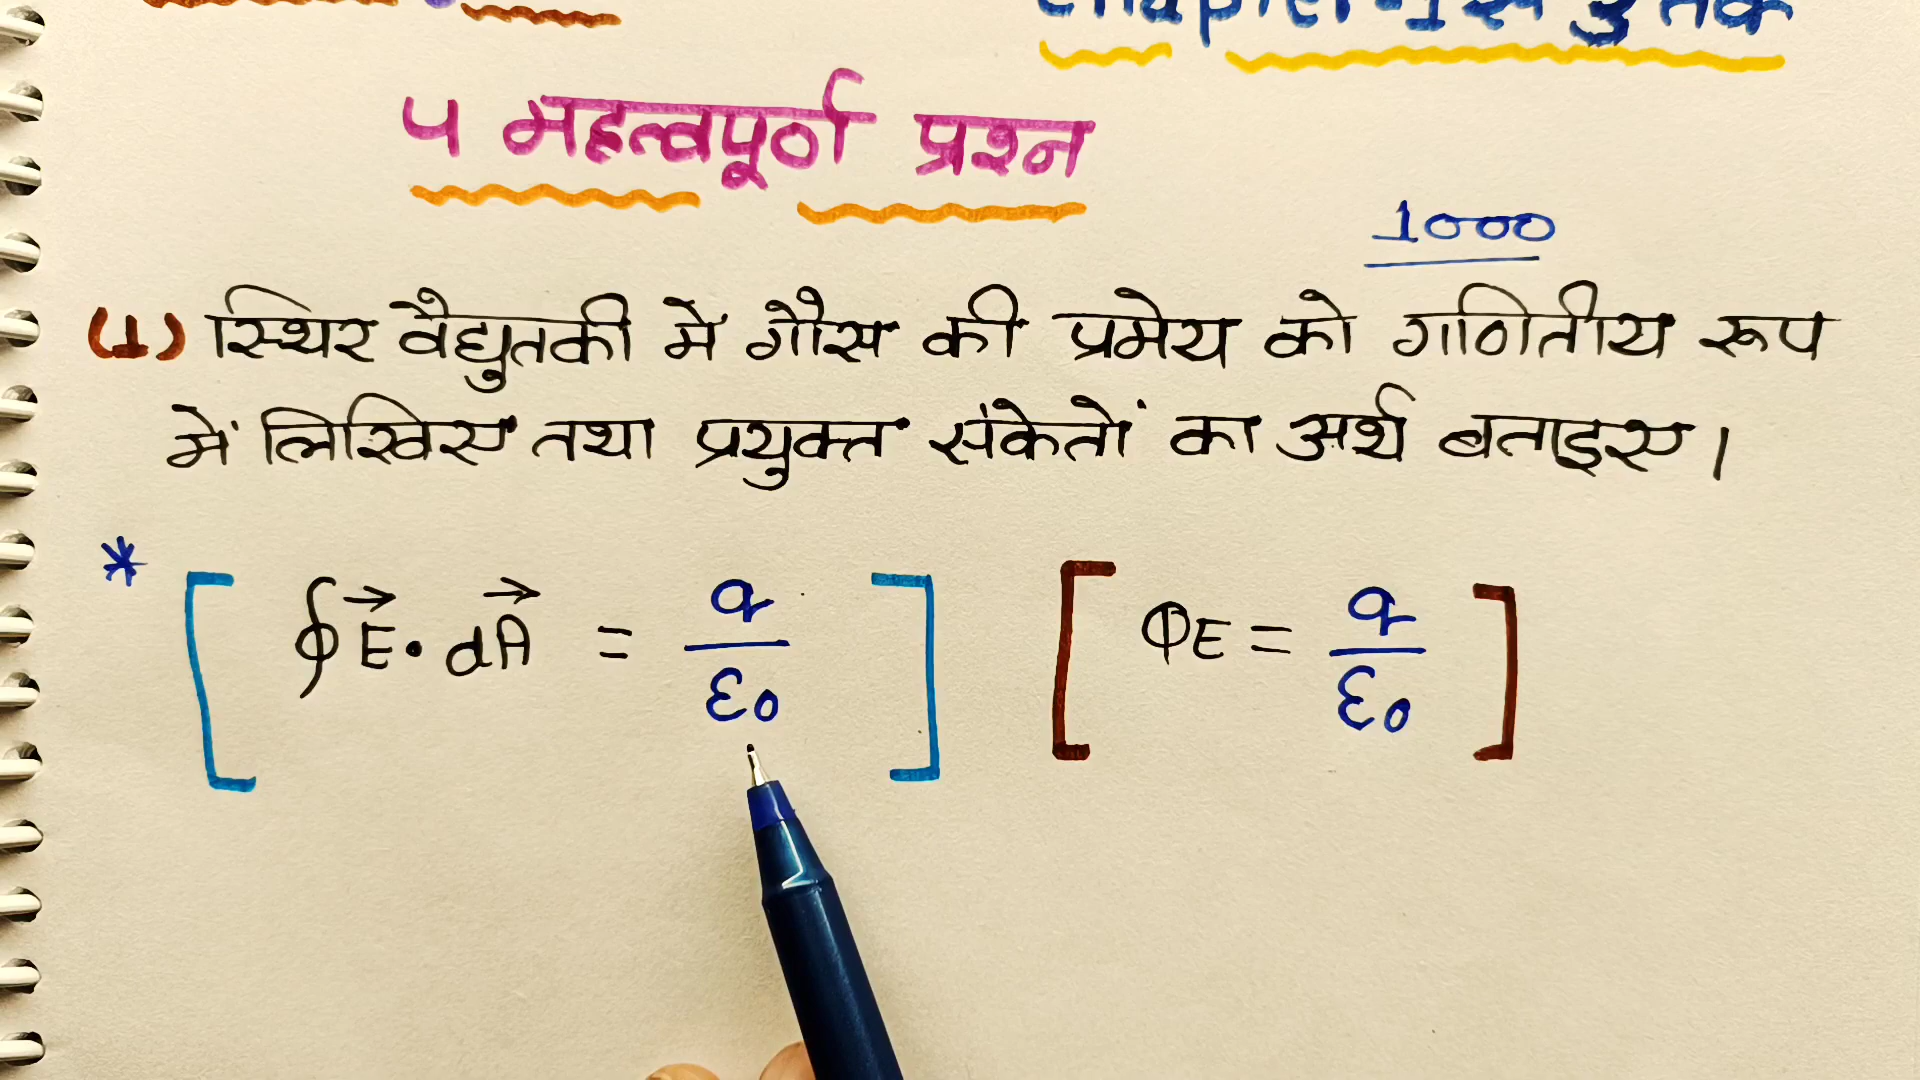 ५ महत्वपूर्ण प्रश्न
1000
(1) स्थिर वैद्युतकी में गौस की प्रमेय को गणितीय रूप
में लिखिए तथा प्रयुक्त संकेतों का अर्थ बताइए।
* [ ∮E⃗ · dA⃗ = q/ε₀ ] [ ΦE = q/ε₀ ]